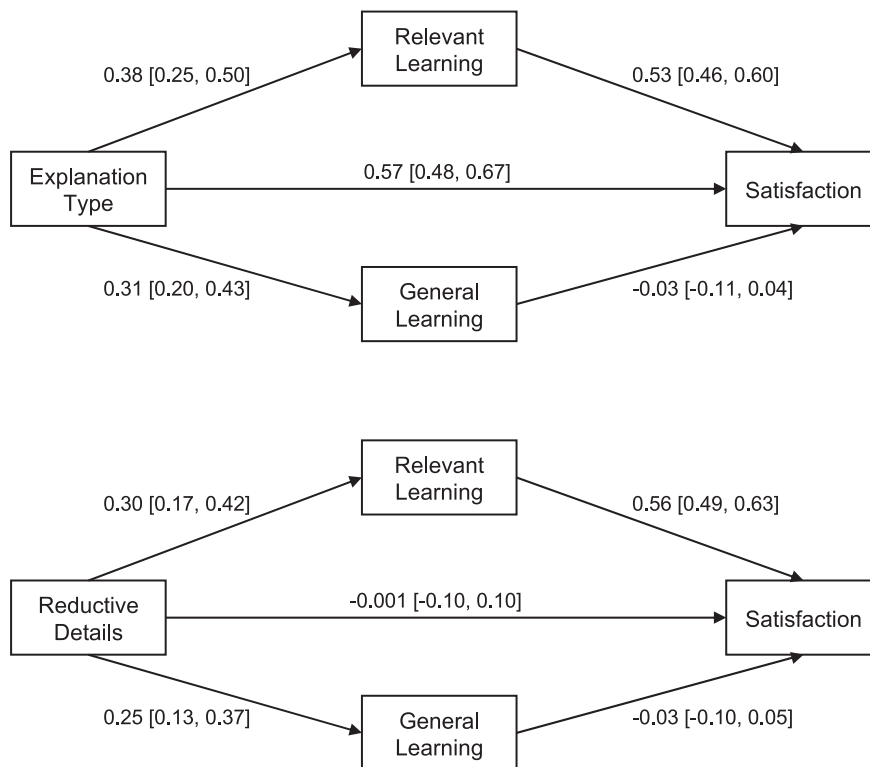 Relevant
Learning
0.38 [0.25, 0.50]
0.53 [0.46, 0.60]
Explanation
Type
0.57 [0.48, 0.67]
Satisfaction
0.31 [0.20, 0.43]
General
Learning
-0.03 [-0.11, 0.04]
Relevant
Learning
0.30 [0.17, 0.42]
0.56 [0.49, 0.63]
Reductive
Details
-0.001 [-0.10, 0.10]
Satisfaction
0.25 [0.13, 0.37]
General
Learning
-0.03 [-0.10, 0.05]